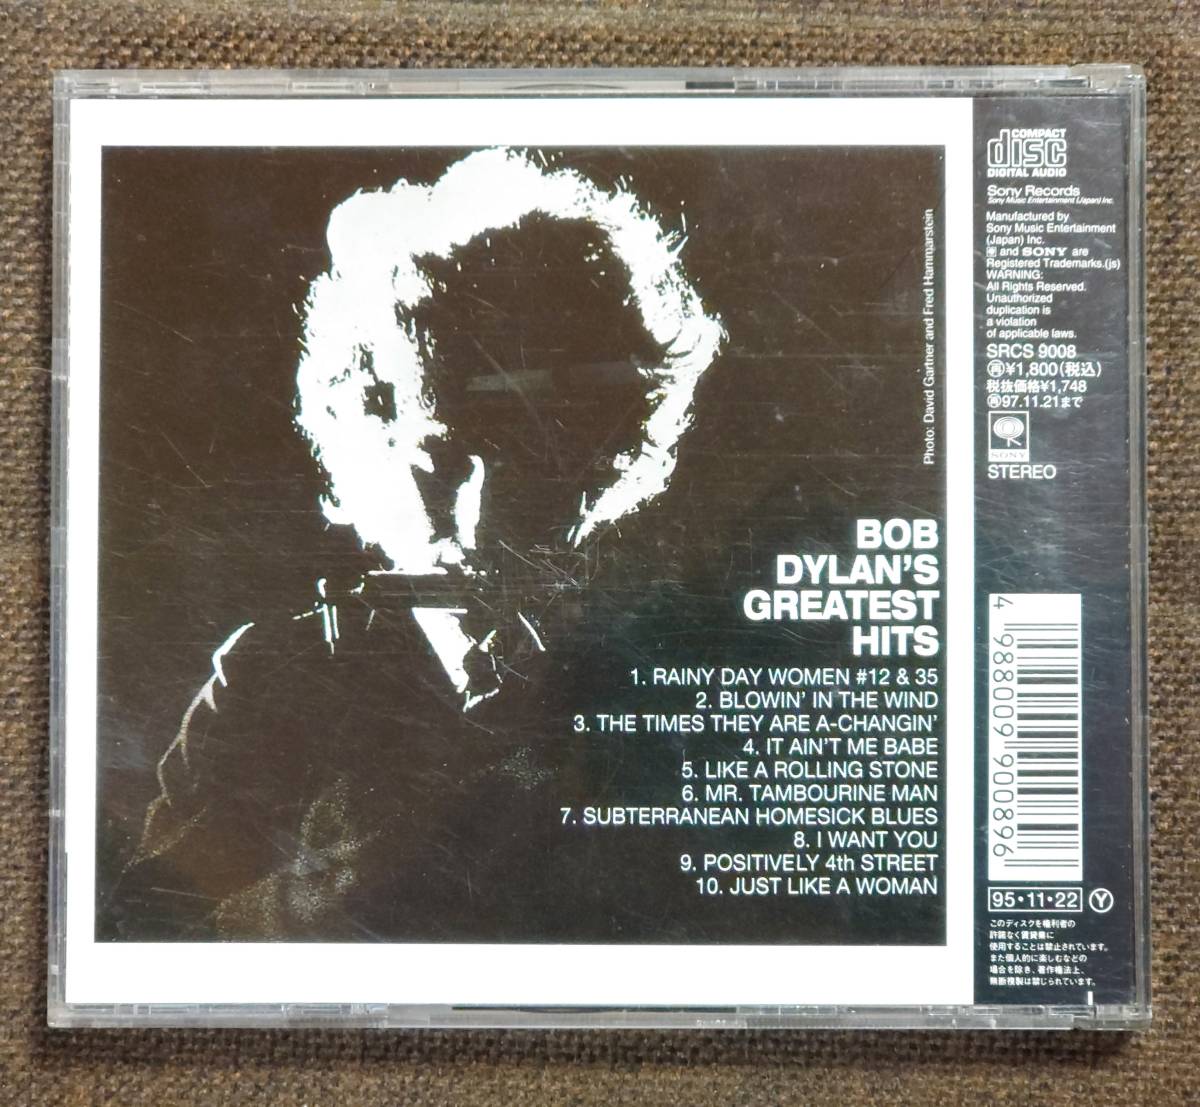 Photo: David Gartner and Fred Hammarstein
BOB
DYLAN'S
GREATEST
HITS
1. RAINY DAY WOMEN #12 & 35
2. BLOWIN' IN THE WIND
3. THE TIMES THEY ARE A-CHANGIN'
4. IT AIN'T ME BABE
5. LIKE A ROLLING STONE
6. MR. TAMBOURINE MAN
7. SUBTERRANEAN HOMESICK BLUES
8. I WANT YOU
9. POSITIVELY 4th STREET
10. JUST LIKE A WOMAN
COMPACT
disc
DIGITAL AUDIO
Sony Records
Sony Music Entertainment (Japan) Inc.
Manufactured by
Sony Music Entertainment
(Japan) Inc.
and SONY are
Registered Trademarks.(js)
WARNING:
All Rights Reserved.
Unauthorized
duplication is
a violation
of applicable laws.
SRCS 9008
㊢¥1,800(税込)
税抜価格¥1,748
97.11.21まで
SONY
STEREO
4 988009 900896
95・11・22 Ⓨ
このディスクを権利者の
許諾なく賃貸業に
使用することは禁止されています。
また個人的に楽しむなどの
場合を除き、著作権法上、
無断複製は禁じられています。